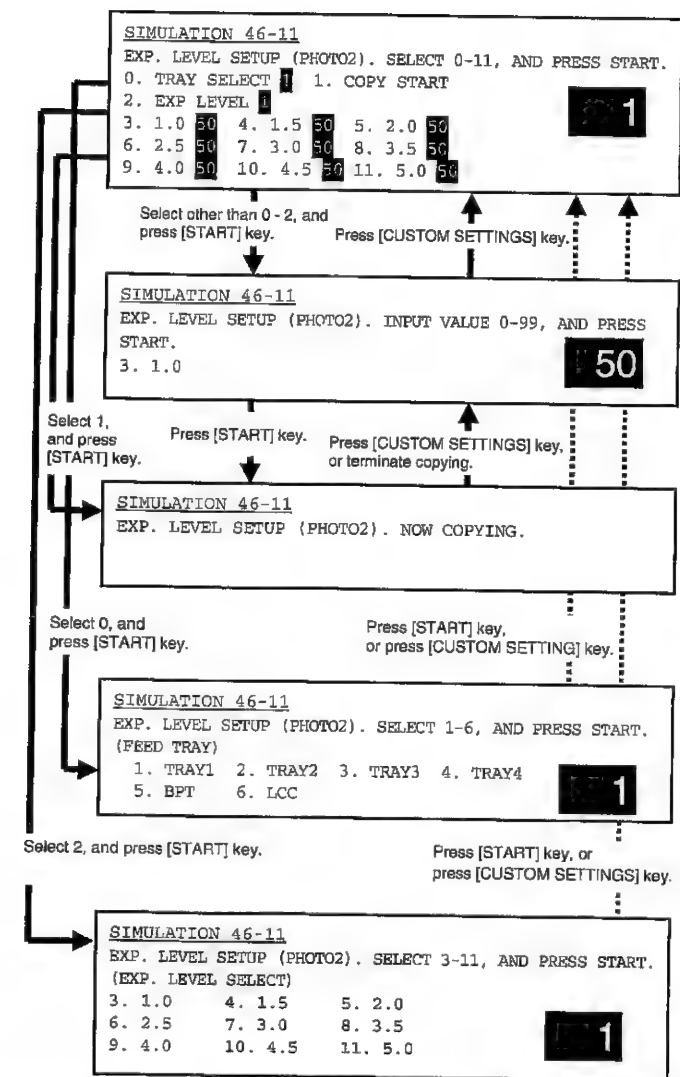 SIMULATION 46-11
EXP. LEVEL SETUP (PHOTO2). SELECT 0-11, AND PRESS START.
0. TRAY SELECT 1 1. COPY START
2. EXP LEVEL 1
1
3. 1.0 50 4. 1.5 50 5. 2.0 50
6. 2.5 50 7. 3.0 50 8. 3.5 50
9. 4.0 50 10. 4.5 50 11. 5.0 50
Select other than 0 - 2, and
press [START] key.
Press [CUSTOM SETTINGS] key.
SIMULATION 46-11
EXP. LEVEL SETUP (PHOTO2). INPUT VALUE 0-99, AND PRESS
START.
3. 1.0
50
Select 1,
and press
[START] key.
Press [START] key.
Press [CUSTOM SETTINGS] key,
or terminate copying.
SIMULATION 46-11
EXP. LEVEL SETUP (PHOTO2). NOW COPYING.
Select 0, and
press [START] key.
Press [START] key,
or press [CUSTOM SETTING] key.
SIMULATION 46-11
EXP. LEVEL SETUP (PHOTO2). SELECT 1-6, AND PRESS START.
(FEED TRAY)
1. TRAY1 2. TRAY2 3. TRAY3 4. TRAY4
5. BPT 6. LCC
1
Select 2, and press [START] key.
Press [START] key, or
press [CUSTOM SETTINGS] key.
SIMULATION 46-11
EXP. LEVEL SETUP (PHOTO2). SELECT 3-11, AND PRESS START.
(EXP. LEVEL SELECT)
3. 1.0 4. 1.5 5. 2.0
6. 2.5 7. 3.0 8. 3.5
9. 4.0 10. 4.5 11. 5.0
1